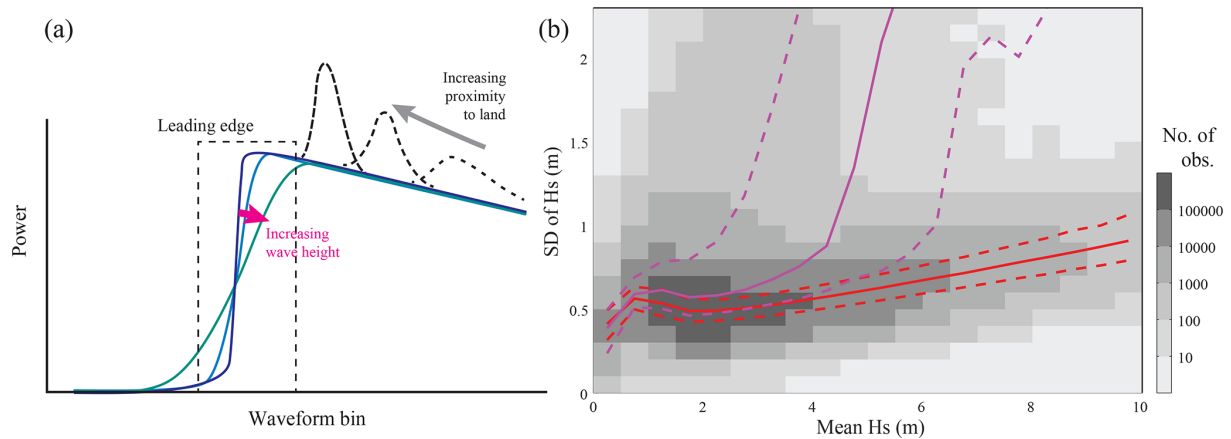 (a)
Increasing
proximity
to land
Leading edge
Increasing
wave height
Power
Waveform bin
(b)
2
1.5
1
0.5
0
SD of Hs (m)
0
2
4
6
8
10
Mean Hs (m)
No. of
obs.
100000
10000
1000
100
10